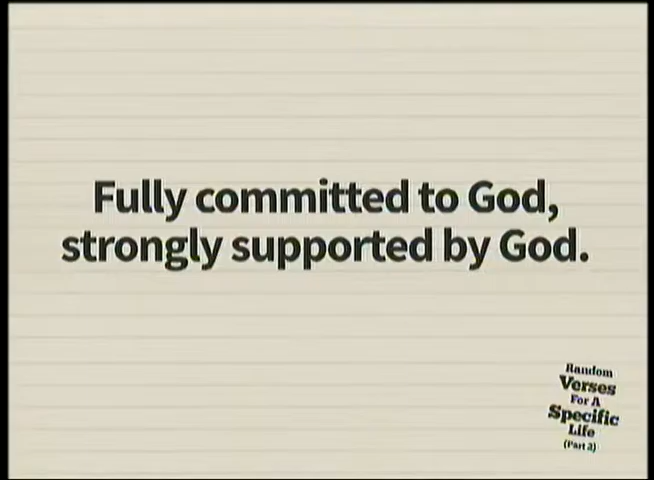 Fully committed to God,
strongly supported by God.
Random
Verses
For A
Specific
Life
(Part 2)